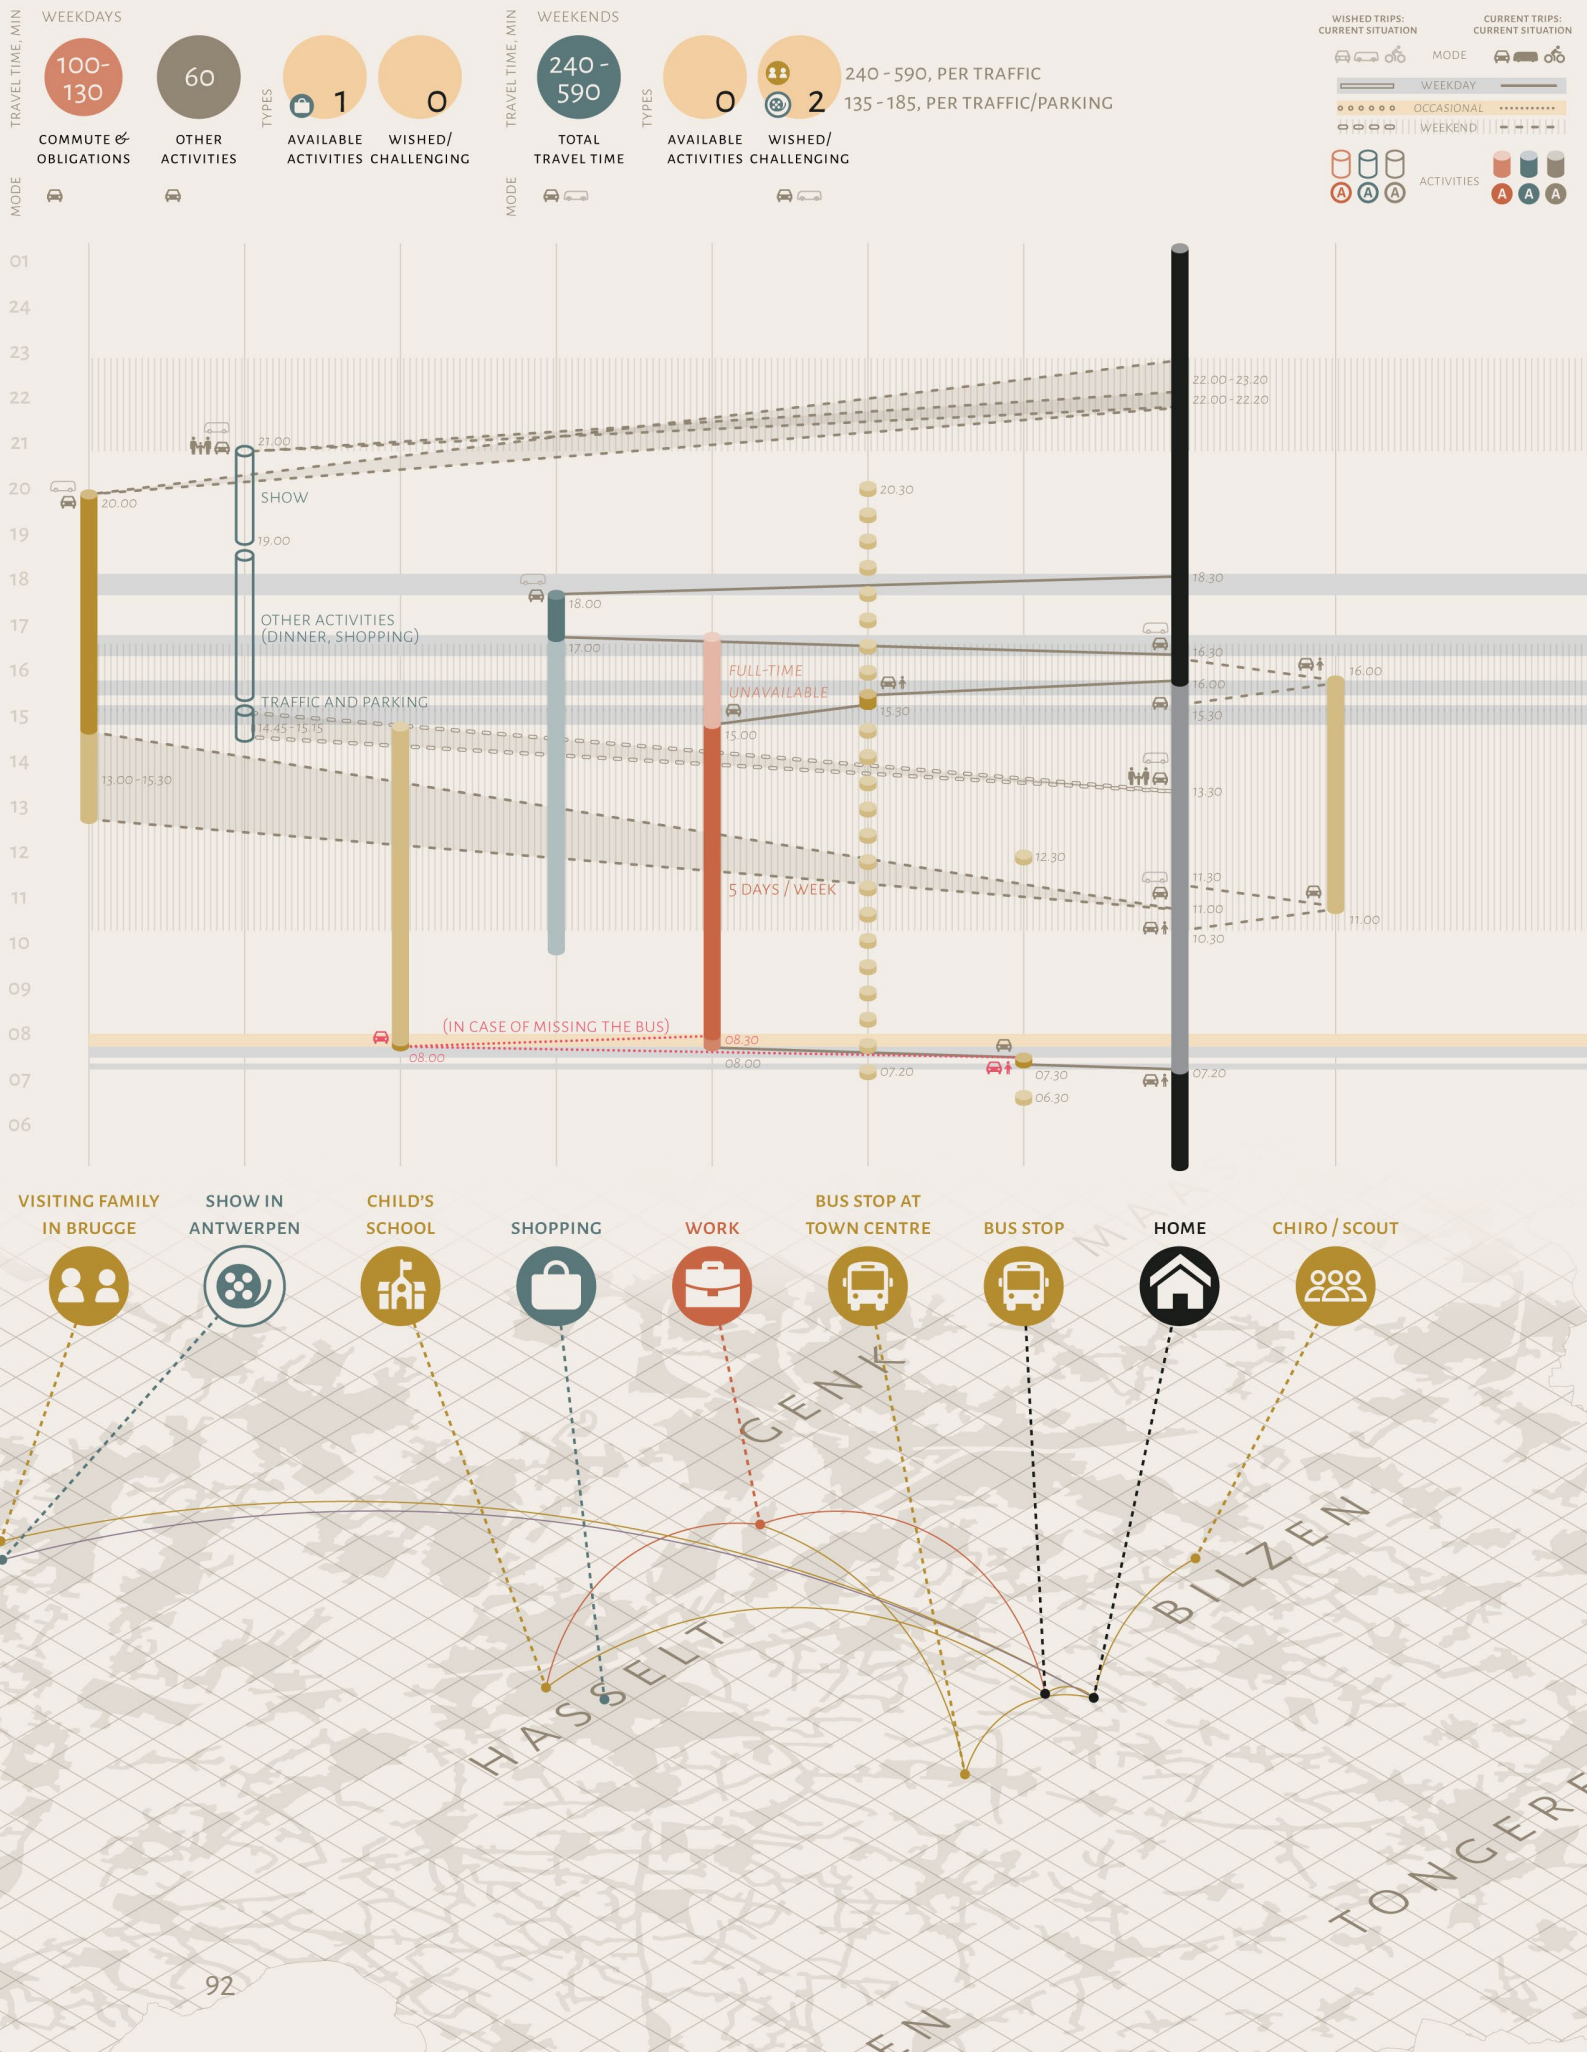 WEEKDAYS
WEEKENDS
WISHED TRIPS:
CURRENT SITUATION
CURRENT TRIPS:
CURRENT SITUATION
TRAVEL TIME, MIN
100-
130
60
TYPES
1
0
TRAVEL TIME, MIN
240 -
590
TYPES
0
2
240 - 590, PER TRAFFIC
135 - 185, PER TRAFFIC/PARKING
MODE
WEEKDAY
OCCASIONAL
WEEKEND
COMMUTE &
OBLIGATIONS
OTHER
ACTIVITIES
AVAILABLE
ACTIVITIES
WISHED/
CHALLENGING
TOTAL
TRAVEL TIME
AVAILABLE
ACTIVITIES
WISHED/
CHALLENGING
ACTIVITIES
A A A
A A A
MODE
MODE
01
24
23
22
21
20
19
18
17
16
15
14
13
12
11
10
09
08
07
06
22.00 - 23.20
22.00 - 22.20
21.00
SHOW
20.00
20.30
19.00
18.30
18.00
OTHER ACTIVITIES
(DINNER, SHOPPING)
17.00
16.30
FULL-TIME
UNAVAILABLE
16.00
16.00
TRAFFIC AND PARKING
15.30
15.30
14.45 - 15.15
15.00
13.00 - 15.30
13.30
12.30
5 DAYS / WEEK
11.30
11.00
11.00
10.30
(IN CASE OF MISSING THE BUS)
08.30
08.00
08.00
07.20
07.30
07.20
06.30
VISITING FAMILY
IN BRUGGE
SHOW IN
ANTWERPEN
CHILD'S
SCHOOL
SHOPPING
WORK
BUS STOP AT
TOWN CENTRE
BUS STOP
HOME
CHIRO / SCOUT
MAAS
GENK
BILZEN
HASSELT
TONGERE
92
EN